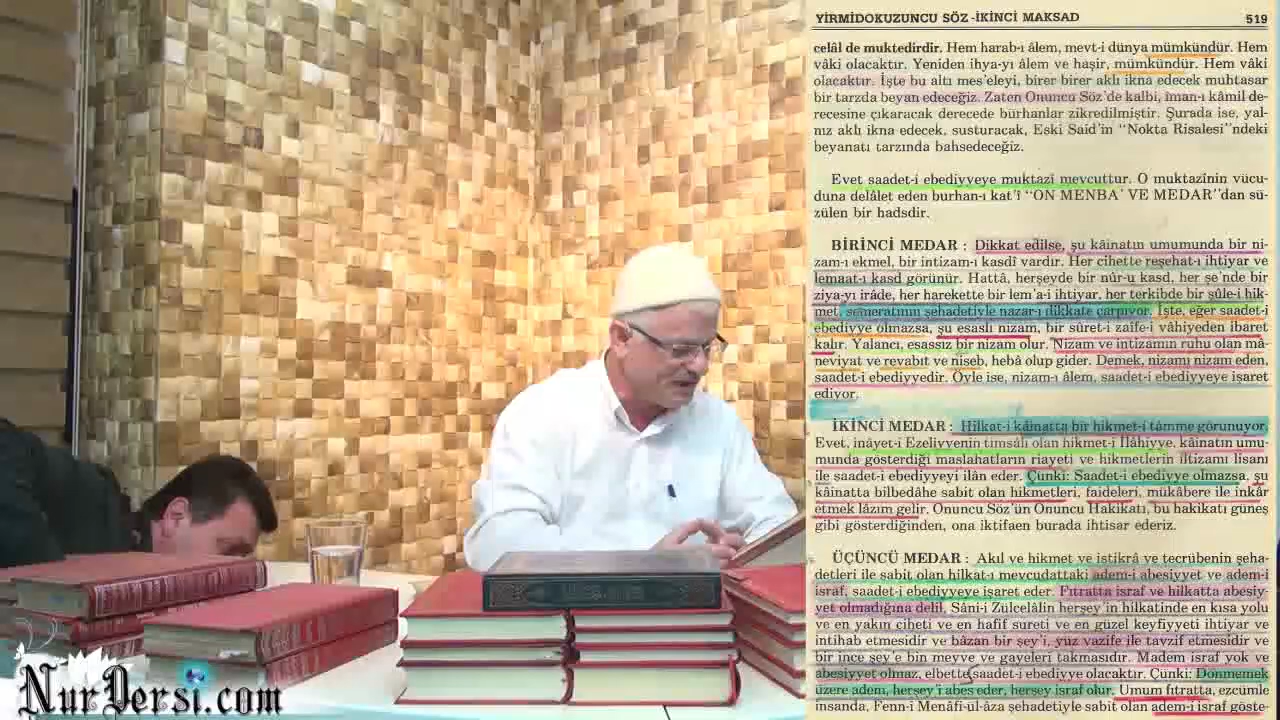 YİRMİDOKUZUNCU SÖZ -İKİNCİ MAKSAD 519
celâl de muktedirdir. Hem harab-ı âlem, mevt-i dünya mümkündür. Hem
vâki olacaktır. Yeniden ihya-yı âlem ve haşir, mümkündür. Hem vâki
olacaktır. İşte bu altı mes'eleyi, birer birer aklı ikna edecek muhtasar
bir tarzda beyan edeceğiz. Zaten Onuncu Söz'de kalbi, iman-ı kâmil de-
recesine çıkaracak derecede burhanlar zikredilmiştir. Şurada ise, yal-
nız aklı ikna edecek, susturacak, Eski Said'in "Nokta Risalesi"ndeki
beyanatı tarzında bahsedeceğiz.
Evet saadet-i ebediyyeye muktazî mevcuttur. O muktazînin vücu-
duna delâlet eden burhan-ı kat'î "ON MENBA' VE MEDAR"dan sü-
zülen bir hadsdir.
BİRİNCİ MEDAR : Dikkat edilse, şu kâinatın umumunda bir ni-
zam-ı ekmel, bir intizam-ı kasdî vardır. Her cihette reşehat-ı ihtiyar ve
lemaat-ı kasd görünür. Hattâ, herşeyde bir nûr-u kasd, her şe'nde bir
ziya-yı irâde, her harekette bir lem'a-i ihtiyar, her terkibde bir şûle-i hik-
met, semeratının şehadetiyle nazar-ı dikkate çarpıyor. İşte, eğer saadet-i
ebediyye olmazsa, şu esaslı nizam, bir sûret-i zaife-i vâhiyeden ibaret
kalır. Yalancı, esassız bir nizam olur. Nizam ve intizamın ruhu olan mâ-
neviyat ve revabıt ve niseb, hebâ olup gider. Demek, nizamı nizam eden,
saadet-i ebediyyedir. Öyle ise, nizam-ı âlem, saadet-i ebediyyeye işaret
ediyor.
İKİNCİ MEDAR : Hilkat-i kâinatta bir hikmet-i tâmme görünüyor.
Evet, inâyet-i Ezeliyyenin timsâli olan hikmet-i İlâhiyye, kâinatın umu-
munda gösterdiği maslahatların riayeti ve hikmetlerin iltizamı lisanı
ile saadet-i ebediyyeyi ilân eder. Çünki: Saadet-i ebediyye olmazsa, şu
kâinatta bilbedâhe sabit olan hikmetleri, faideleri, mükâbere ile inkâr
etmek lâzım gelir. Onuncu Söz'ün Onuncu Hakikatı, bu hakikatı güneş
gibi gösterdiğinden, ona iktifaen burada ihtisar ederiz.
ÜÇÜNCÜ MEDAR : Akıl ve hikmet ve istikrâ ve tecrübenin şeha-
detleri ile sabit olan hilkat-ı mevcudattaki adem-i abesiyyet ve adem-i
israf, saadet-i ebediyyeye işaret eder. Fıtratta israf ve hilkatta abesiy-
yet olmadığına delil, Sâni-i Zülcelâlin herşey'in hilkatinde en kısa yolu
ve en yakın ciheti ve en hafif sureti ve en güzel keyfiyyeti ihtiyar ve
intihab etmesidir ve bâzan bir şey'i, yüz vazife ile tavzif etmesidir ve
bir ince şey'e bin meyve ve gayeleri takmasıdır. Madem israf yok ve
abesiyyet olmaz, elbette saadet-i ebediyye olacaktır. Çünki: Dönmemek
üzere adem, herşey'i abes eder, herşey israf olur. Umum fıtratta, ezcümle
insanda, Fenn-i Menâfi-ül-âza şehadetiyle sabit olan adem-i israf göste-
NurDersi.com